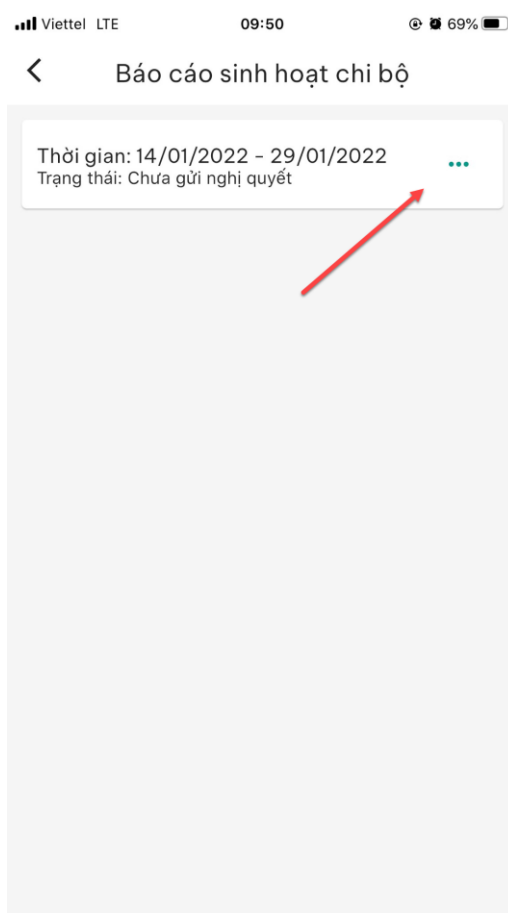 Viettel LTE 09:50 69%
Báo cáo sinh hoạt chi bộ
Thời gian: 14/01/2022 - 29/01/2022
Trạng thái: Chưa gửi nghị quyết